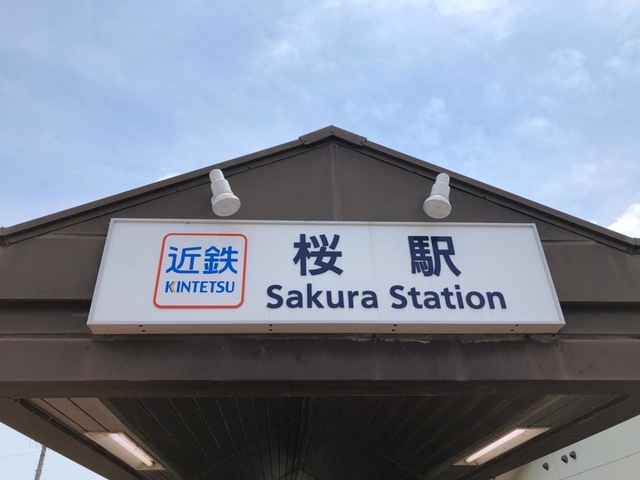 近鉄
KINTETSU
桜 駅
Sakura Station